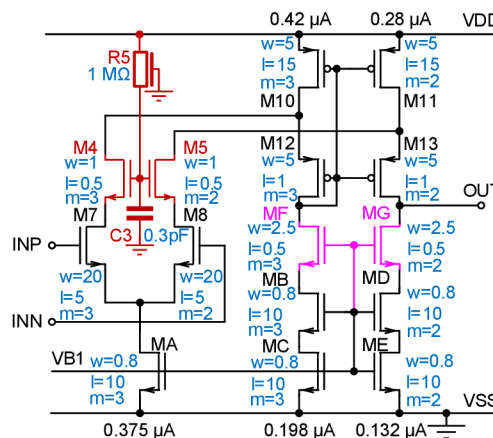 0.42 µA 0.28 µA VDD
R5
1 MΩ
w=5
l=15
m=3
M10
w=5
l=15
m=2
M11
M4
w=1
l=0.5
m=3
M5
w=1
l=0.5
m=2
M12
w=5
l=1
m=3
M13
w=5
l=1
m=2
OUT
M7
w=20
l=5
m=3
M8
w=20
l=5
m=2
C3 0.3pF
INP
INN
MF
w=2.5
l=0.5
m=3
MG
w=2.5
l=0.5
m=2
MB
w=0.8
l=10
m=3
MD
w=0.8
l=10
m=2
VB1
MA
w=0.8
l=10
m=3
MC
w=0.8
l=10
m=3
ME
w=0.8
l=10
m=2
VSS
0.375 µA 0.198 µA 0.132 µA